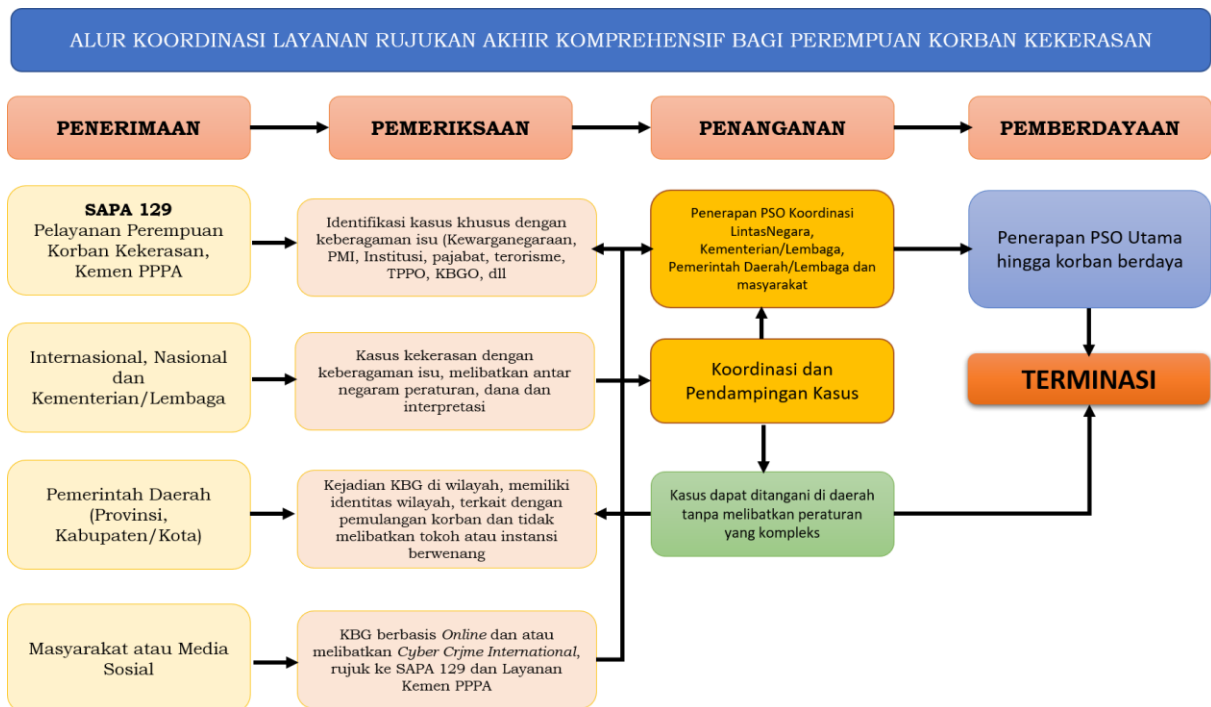 ALUR KOORDINASI LAYANAN RUJUKAN AKHIR KOMPREHENSIF BAGI PEREMPUAN KORBAN KEKERASAN
PENERIMAAN
PEMERIKSAAN
PENANGANAN
PEMBERDAYAAN
SAPA 129
Pelayanan Perempuan
Korban Kekerasan,
Kemen PPPA
Identifikasi kasus khusus dengan
keberagaman isu (Kewarganegaraan,
PMI, Institusi, pajabat, terorisme,
TPPO, KBGO, dll
Penerapan PSO Koordinasi
LintasNegara,
Kementerian/Lembaga,
Pemerintah Daerah/Lembaga dan
masyarakat
Penerapan PSO Utama
hingga korban berdaya
Internasional, Nasional
dan
Kementerian/Lembaga
Kasus kekerasan dengan
keberagaman isu, melibatkan antar
negaram peraturan, dana dan
interpretasi
Koordinasi dan
Pendampingan Kasus
TERMINASI
Pemerintah Daerah
(Provinsi,
Kabupaten/Kota)
Kejadian KBG di wilayah, memiliki
identitas wilayah, terkait dengan
pemulangan korban dan tidak
melibatkan tokoh atau instansi
berwenang
Kasus dapat ditangani di daerah
tanpa melibatkan peraturan
yang kompleks
Masyarakat atau Media
Sosial
KBG berbasis Online dan atau
melibatkan Cyber Crjme International,
rujuk ke SAPA 129 dan Layanan
Kemen PPPA